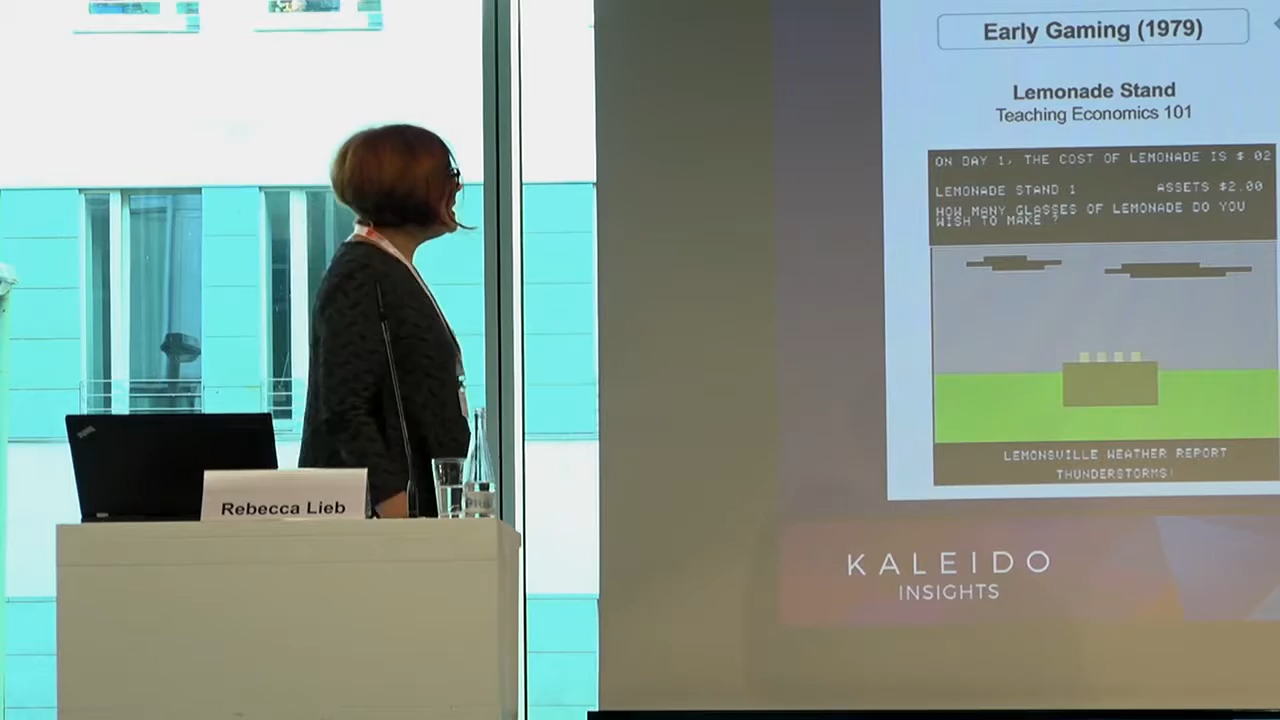 Early Gaming (1979)
Lemonade Stand
Teaching Economics 101
ON DAY 1, THE COST OF LEMONADE IS $.02
LEMONADE STAND 1 ASSETS $2.00
HOW MANY GLASSES OF LEMONADE DO YOU
WISH TO MAKE ?
LEMONSVILLE WEATHER REPORT
THUNDERSTORMS!
Rebecca Lieb
KALEIDO
INSIGHTS